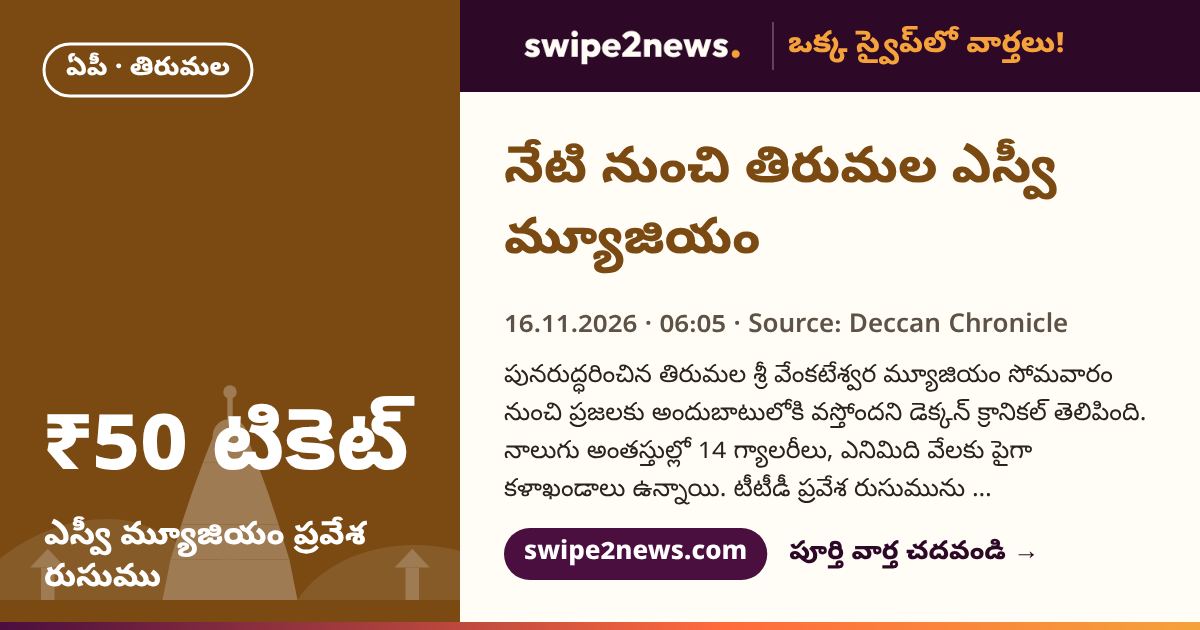 ఏపీ · తిరుమల
₹50 టికెట్
ఎస్వీ మ్యూజియం ప్రవేశ
రుసుము
swipe2news.
ఒక్క స్వైప్‌లో వార్తలు!
నేటి నుంచి తిరుమల ఎస్వీ
మ్యూజియం
16.11.2026 · 06:05 · Source: Deccan Chronicle
పునరుద్ధరించిన తిరుమల శ్రీ వేంకటేశ్వర మ్యూజియం సోమవారం
నుంచి ప్రజలకు అందుబాటులోకి వస్తోందని డెక్కన్ క్రానికల్ తెలిపింది.
నాలుగు అంతస్తుల్లో 14 గ్యాలరీలు, ఎనిమిది వేలకు పైగా
కళాఖండాలు ఉన్నాయి. టీటీడీ ప్రవేశ రుసుమును ...
swipe2news.com
పూర్తి వార్త చదవండి →